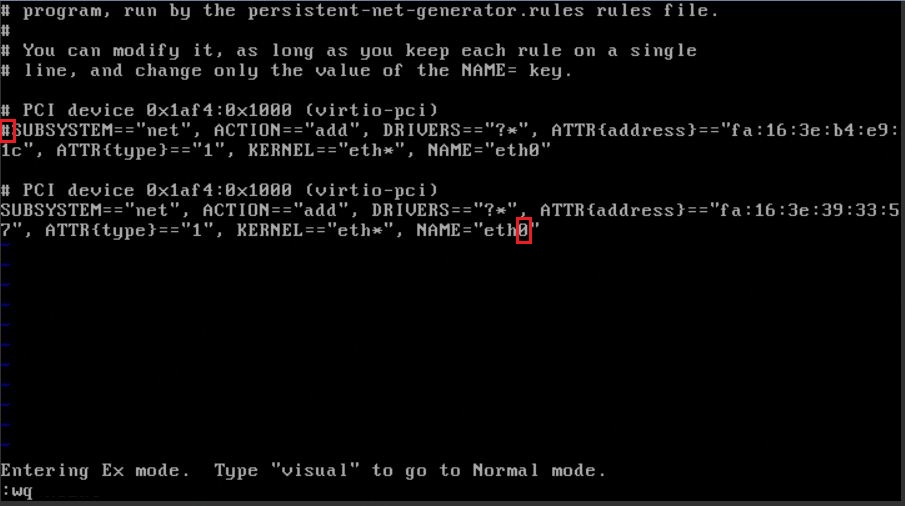 # program, run by the persistent-net-generator.rules rules file.
#
# You can modify it, as long as you keep each rule on a single
# line, and change only the value of the NAME= key.
# PCI device 0x1af4:0x1000 (virtio-pci)
#SUBSYSTEM=="net", ACTION=="add", DRIVERS=="?*", ATTR{address}=="fa:16:3e:b4:e9:
1c", ATTR{type}=="1", KERNEL=="eth*", NAME="eth0"
# PCI device 0x1af4:0x1000 (virtio-pci)
SUBSYSTEM=="net", ACTION=="add", DRIVERS=="?*", ATTR{address}=="fa:16:3e:39:33:5
7", ATTR{type}=="1", KERNEL=="eth*", NAME="eth0"
~
~
~
~
~
~
~
~
~
~
~
Entering Ex mode.  Type "visual" to go to Normal mode.
:wq